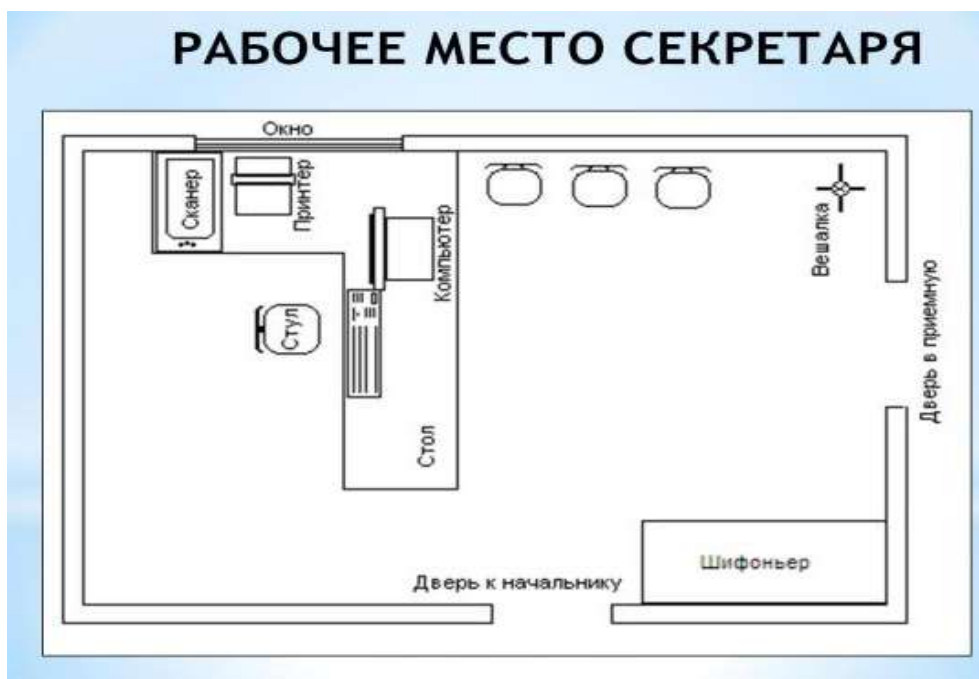 РАБОЧЕЕ МЕСТО СЕКРЕТАРЯ
Окно
Сканер
Принтер
Компьютер
Вешалка
Стул
Дверь в приемную
Стол
Шифоньер
Дверь к начальнику